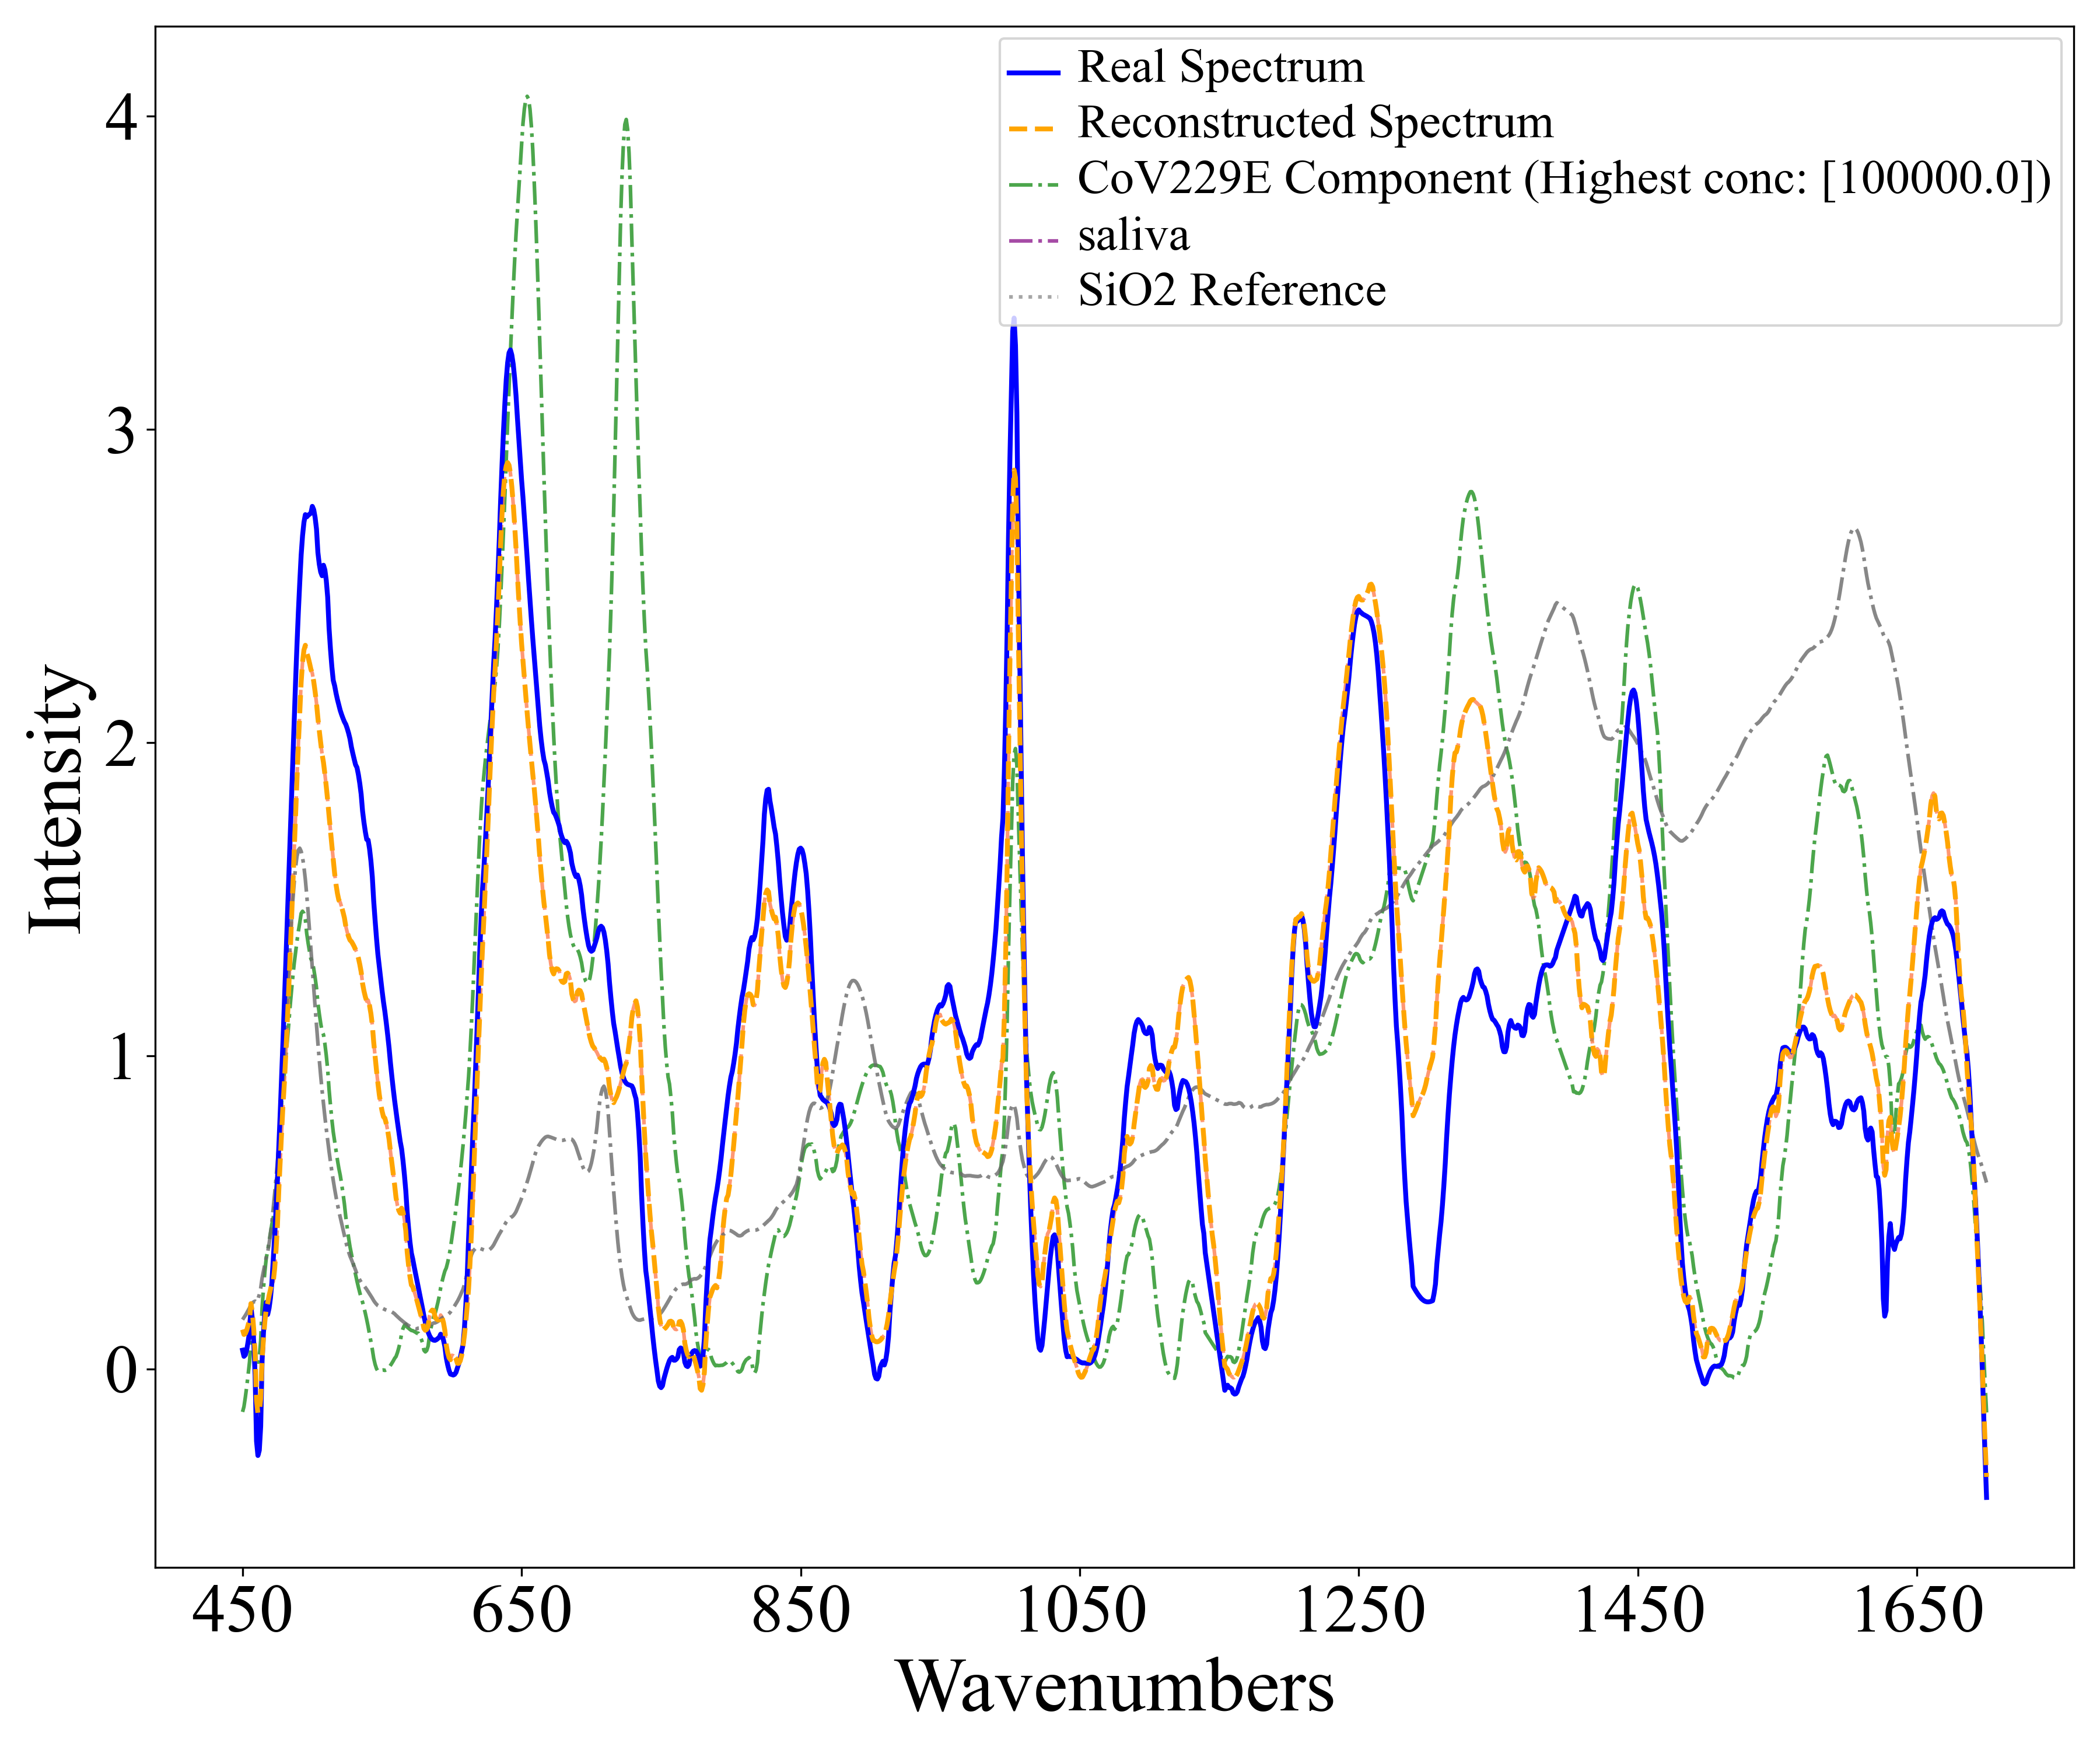 Real Spectrum
Reconstructed Spectrum
CoV229E Component (Highest conc: [100000.0])
saliva
SiO2 Reference
4
3
2
1
0
Intensity
450 650 850 1050 1250 1450 1650
Wavenumbers